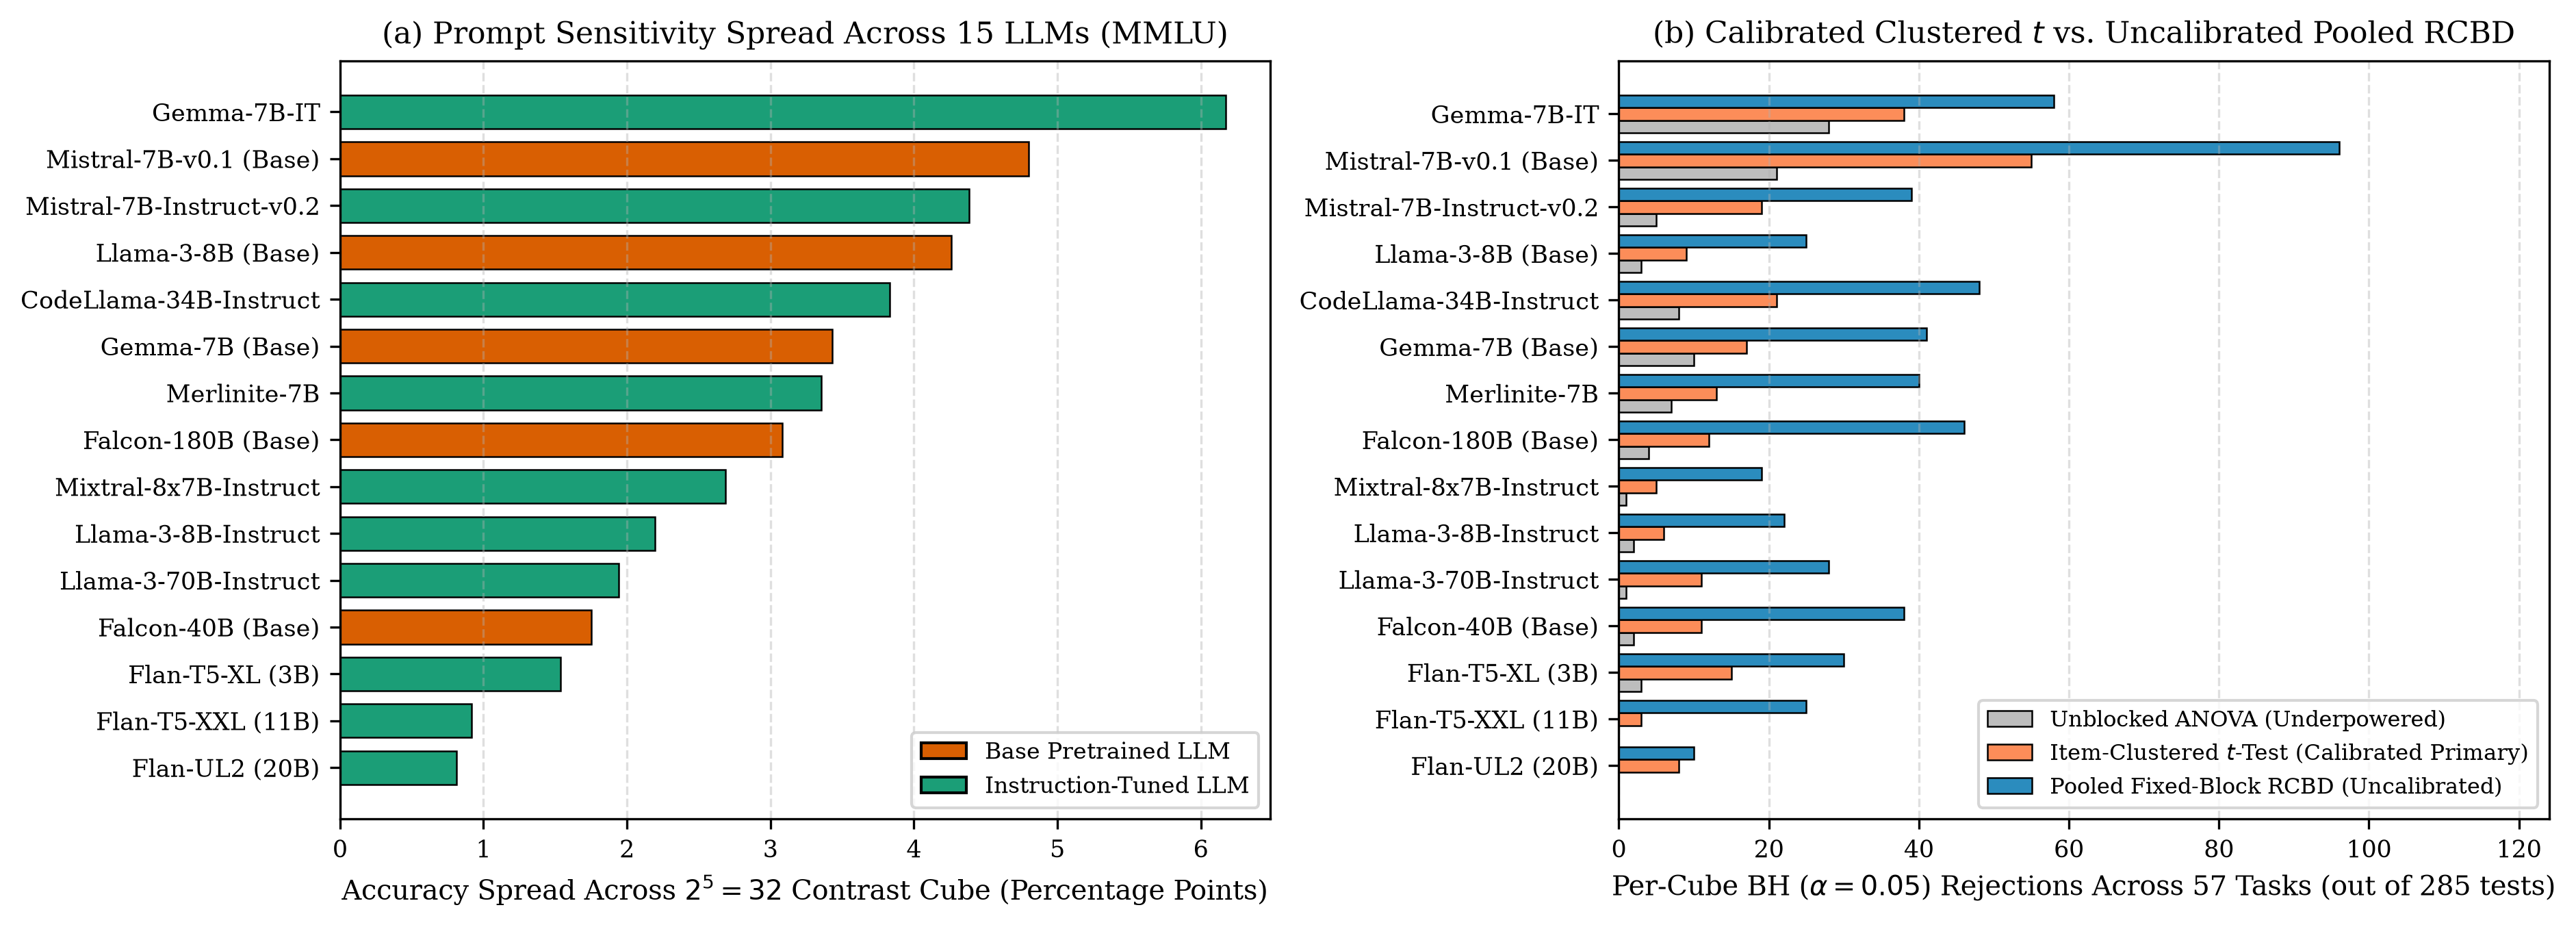 (a) Prompt Sensitivity Spread Across 15 LLMs (MMLU)
Gemma-7B-IT
Mistral-7B-v0.1 (Base)
Mistral-7B-Instruct-v0.2
Llama-3-8B (Base)
CodeLlama-34B-Instruct
Gemma-7B (Base)
Merlinite-7B
Falcon-180B (Base)
Mixtral-8x7B-Instruct
Llama-3-8B-Instruct
Llama-3-70B-Instruct
Falcon-40B (Base)
Flan-T5-XL (3B)
Flan-T5-XXL (11B)
Flan-UL2 (20B)
Base Pretrained LLM
Instruction-Tuned LLM
0 1 2 3 4 5 6
Accuracy Spread Across 2⁵ = 32 Contrast Cube (Percentage Points)
(b) Calibrated Clustered t vs. Uncalibrated Pooled RCBD
Gemma-7B-IT
Mistral-7B-v0.1 (Base)
Mistral-7B-Instruct-v0.2
Llama-3-8B (Base)
CodeLlama-34B-Instruct
Gemma-7B (Base)
Merlinite-7B
Falcon-180B (Base)
Mixtral-8x7B-Instruct
Llama-3-8B-Instruct
Llama-3-70B-Instruct
Falcon-40B (Base)
Flan-T5-XL (3B)
Flan-T5-XXL (11B)
Flan-UL2 (20B)
Unblocked ANOVA (Underpowered)
Item-Clustered t-Test (Calibrated Primary)
Pooled Fixed-Block RCBD (Uncalibrated)
0 20 40 60 80 100 120
Per-Cube BH (α = 0.05) Rejections Across 57 Tasks (out of 285 tests)